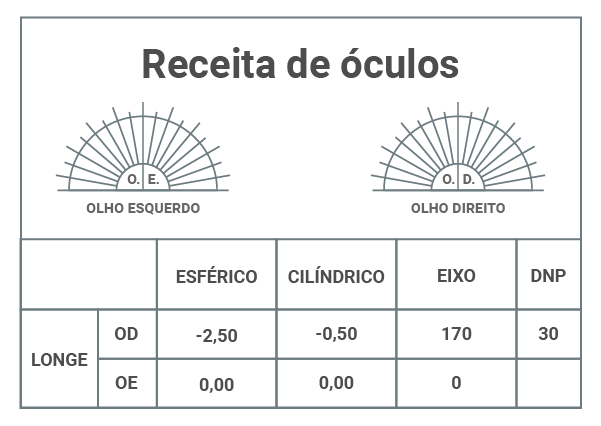 Receita de óculos
O. E.
O. D.
OLHO ESQUERDO
OLHO DIREITO
ESFÉRICO CILÍNDRICO EIXO DNP
LONGE
OD -2,50 -0,50 170 30
OE 0,00 0,00 0